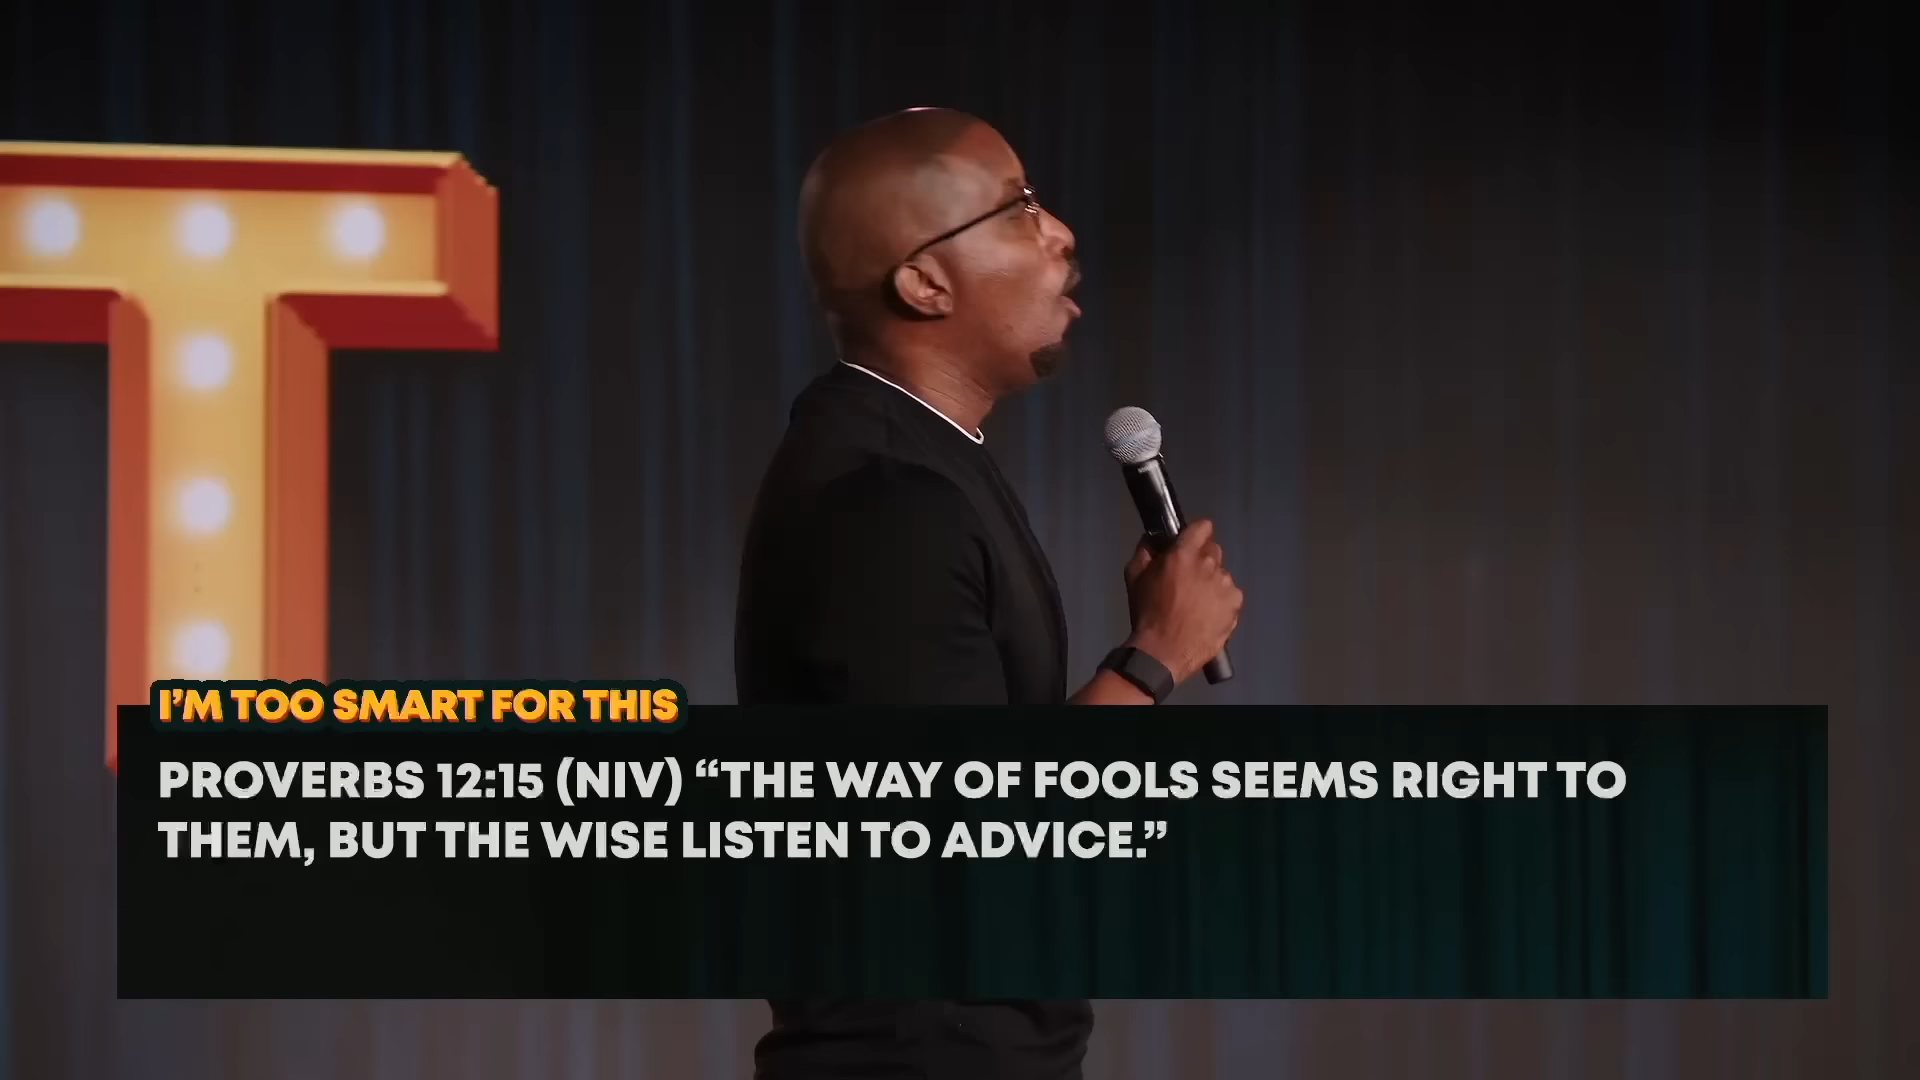 T
I'M TOO SMART FOR THIS
PROVERBS 12:15 (NIV) “THE WAY OF FOOLS SEEMS RIGHT TO
THEM, BUT THE WISE LISTEN TO ADVICE.”